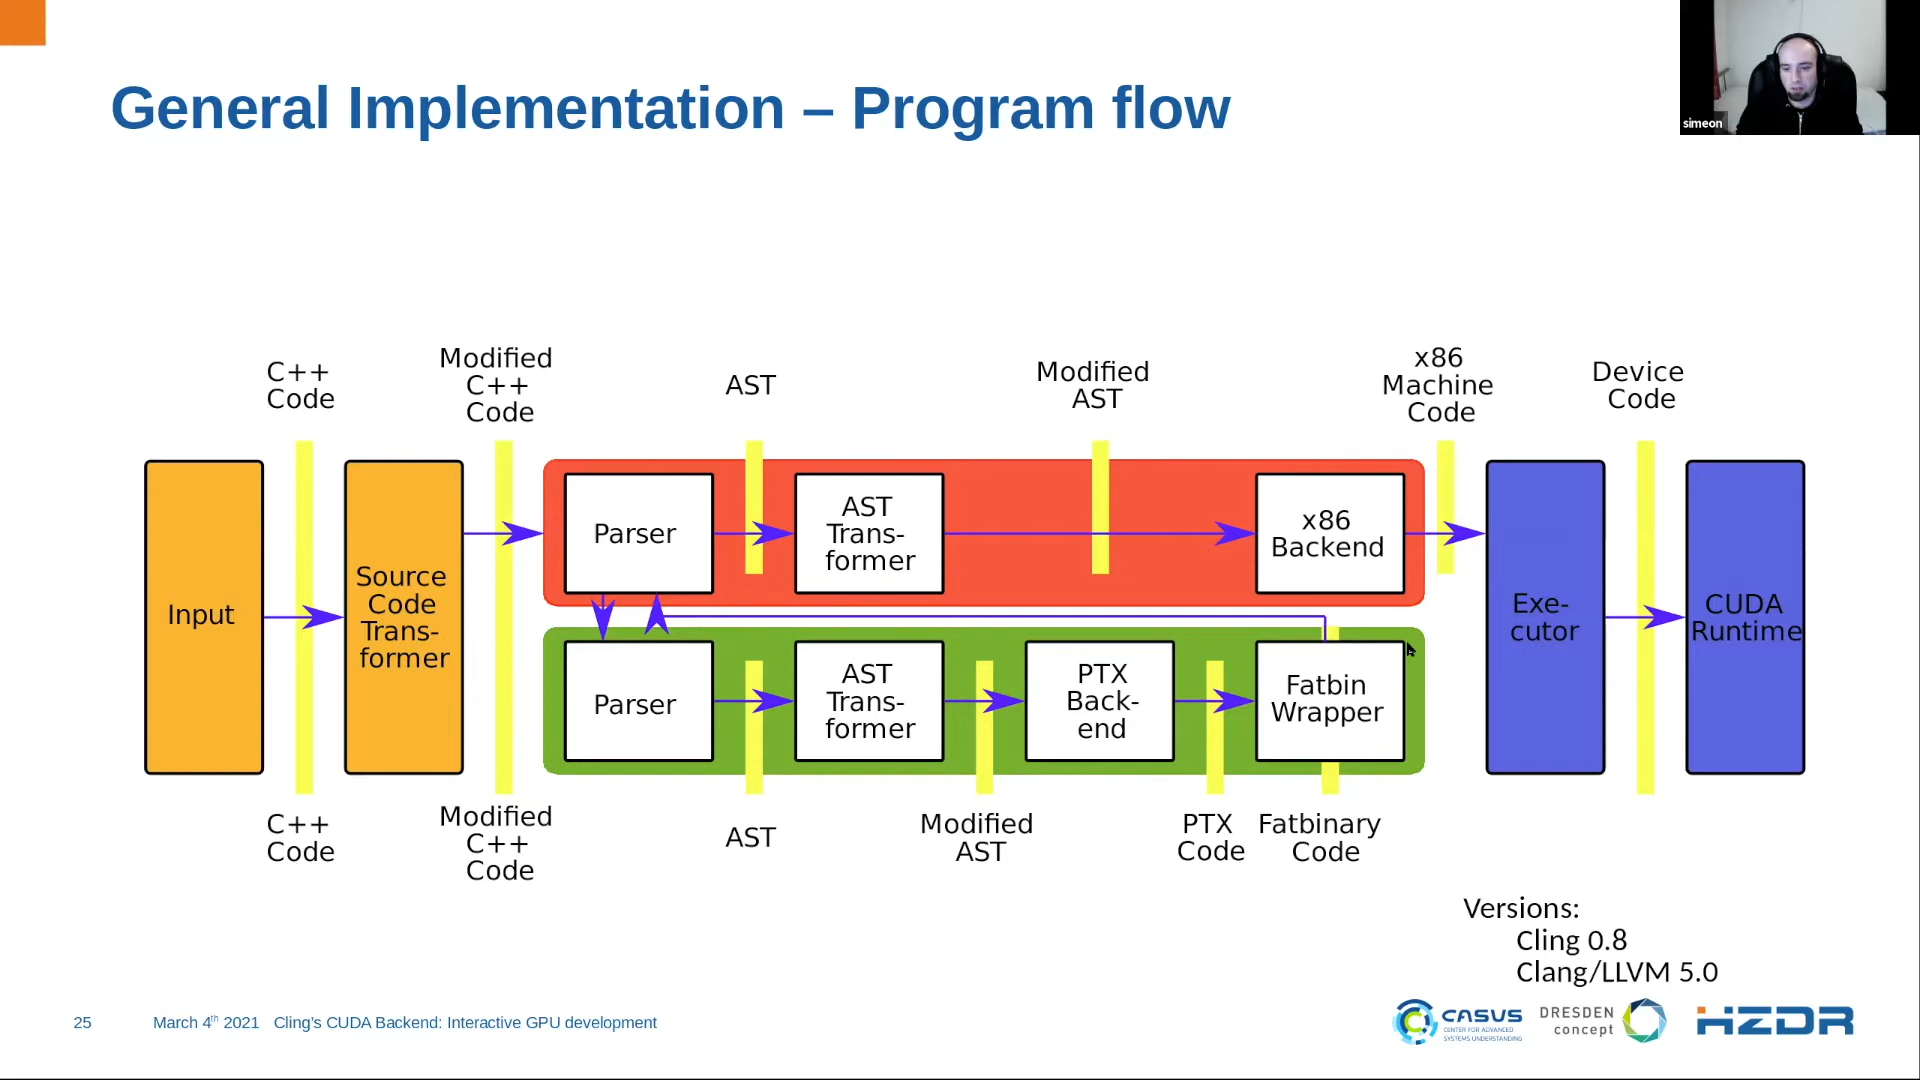 General Implementation – Program flow
simeon
C++
Code
Modified
C++
Code
AST
Modified
AST
x86
Machine
Code
Device
Code
Input
Source
Code
Trans-
former
Parser
AST
Trans-
former
x86
Backend
Parser
AST
Trans-
former
PTX
Back-
end
Fatbin
Wrapper
Exe-
cutor
CUDA
Runtime
C++
Code
Modified
C++
Code
AST
Modified
AST
PTX
Code
Fatbinary
Code
Versions:
Cling 0.8
Clang/LLVM 5.0
25 March 4th 2021 Cling's CUDA Backend: Interactive GPU development
CASUS
CENTER FOR ADVANCED
SYSTEMS UNDERSTANDING
DRESDEN
concept
HZDR